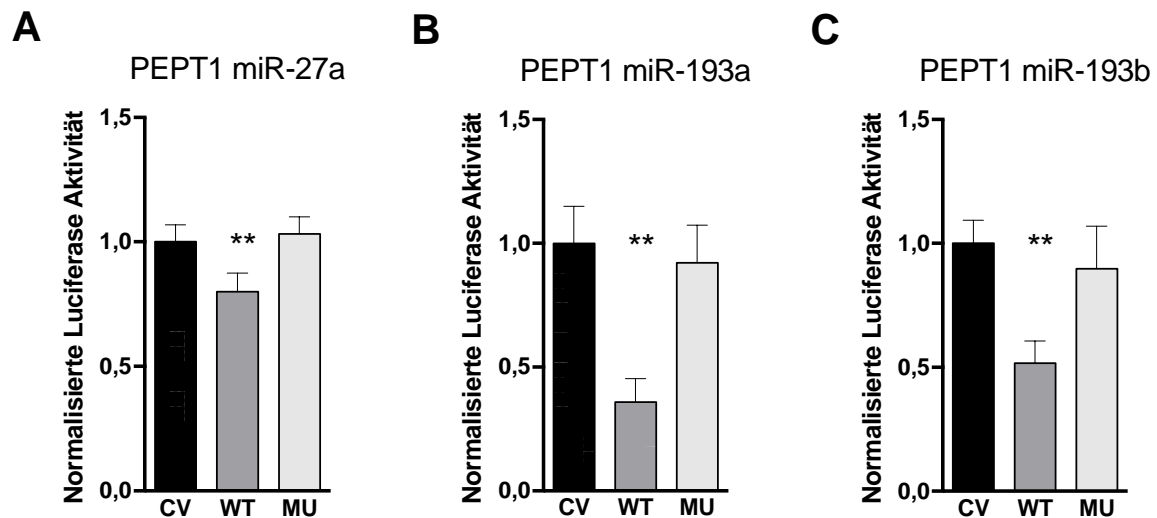 A
PEPT1 miR-27a
Normalisierte Luciferase Aktivität
1,5
1,0
0,5
0,0
**
CV WT MU
B
PEPT1 miR-193a
Normalisierte Luciferase Aktivität
1,5
1,0
0,5
0,0
**
CV WT MU
C
PEPT1 miR-193b
Normalisierte Luciferase Aktivität
1,5
1,0
0,5
0,0
**
CV WT MU